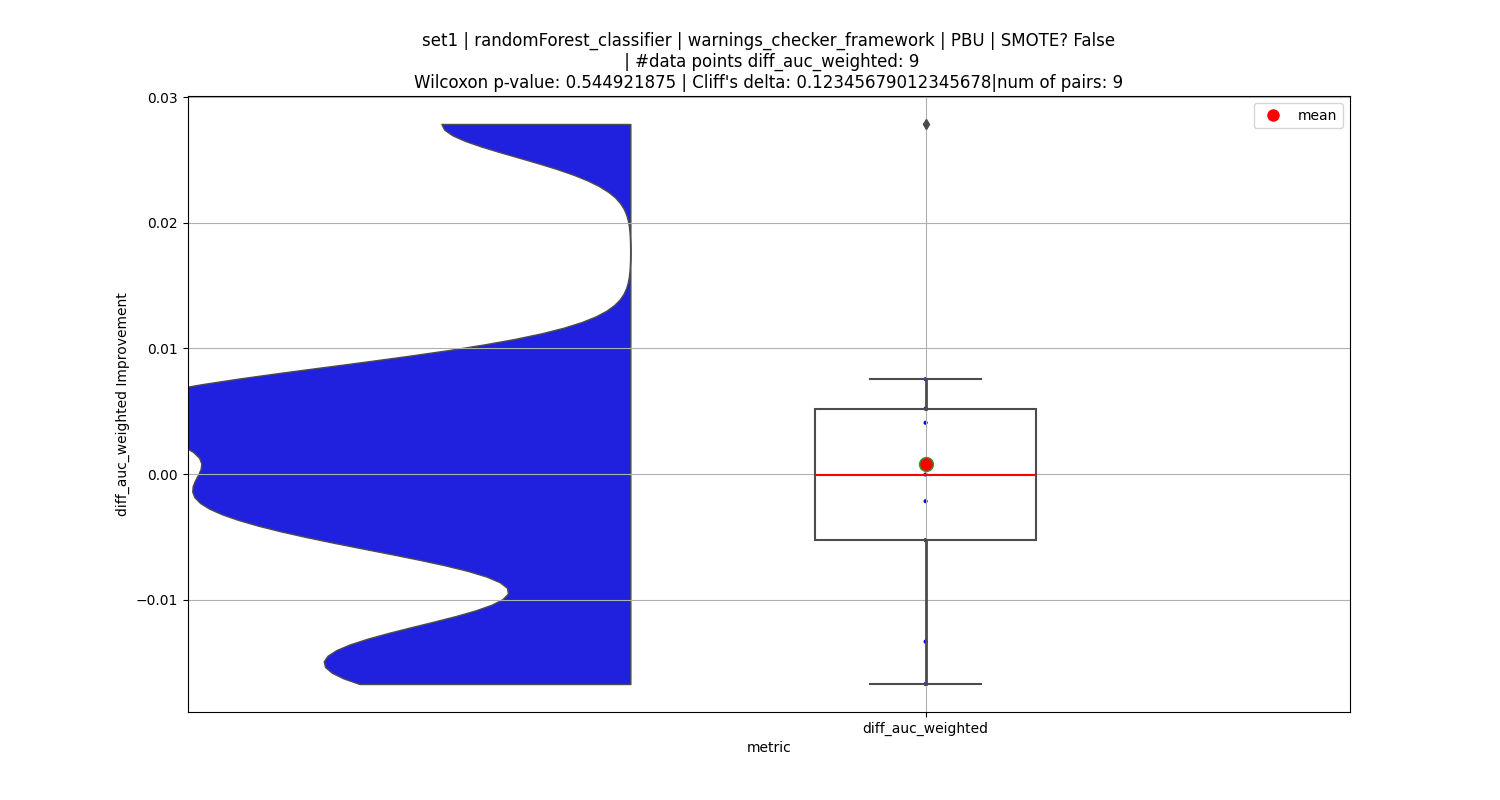 set1 | randomForest_classifier | warnings_checker_framework | PBU | SMOTE? False
| #data points diff_auc_weighted: 9
Wilcoxon p-value: 0.544921875 | Cliff's delta: 0.12345679012345678|num of pairs: 9
mean
0.03
0.02
0.01
0.00
−0.01
diff_auc_weighted Improvement
diff_auc_weighted
metric